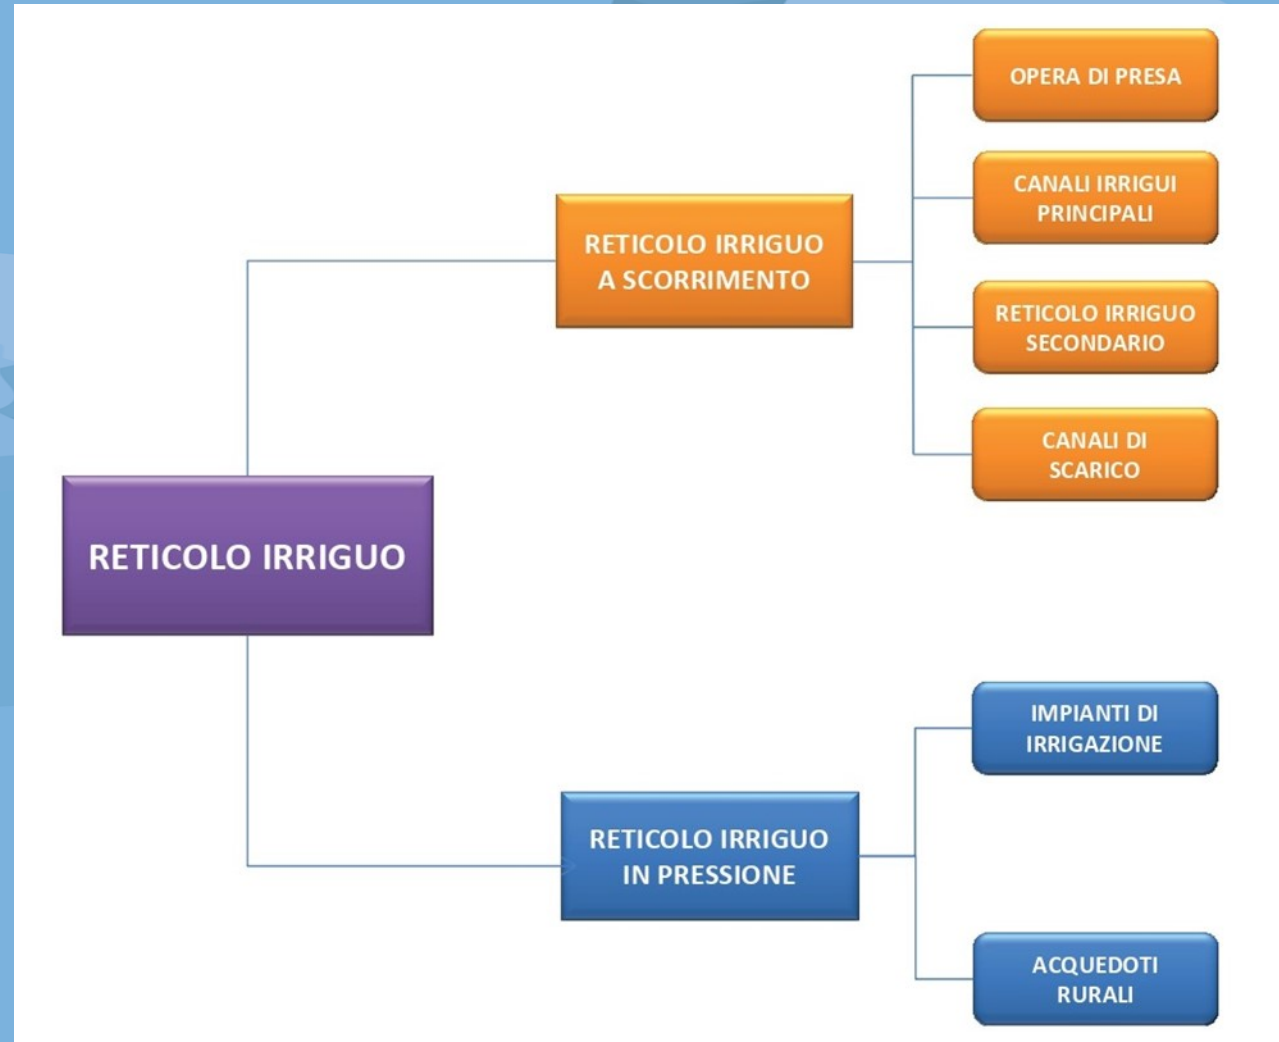 OPERA DI PRESA
CANALI IRRIGUI
PRINCIPALI
RETICOLO IRRIGUO
A SCORRIMENTO
RETICOLO IRRIGUO
SECONDARIO
CANALI DI
SCARICO
RETICOLO IRRIGUO
IMPIANTI DI
IRRIGAZIONE
RETICOLO IRRIGUO
IN PRESSIONE
ACQUEDOTI
RURALI